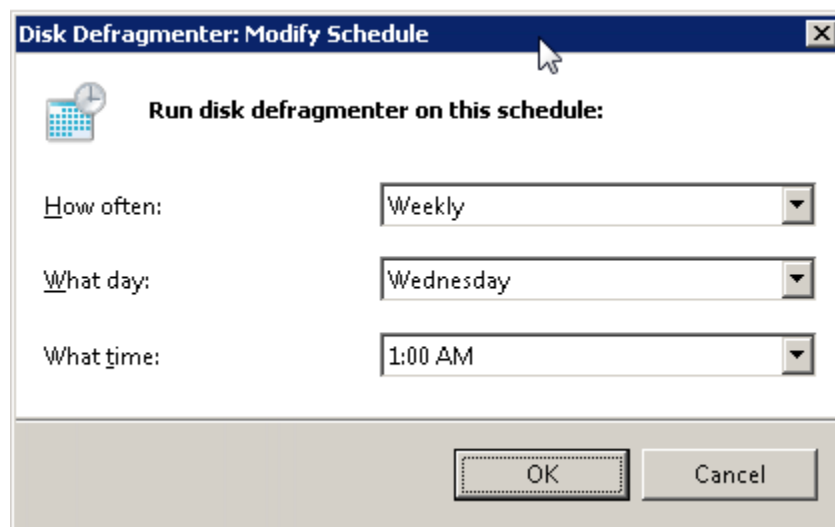 Disk Defragmenter: Modify Schedule
Run disk defragmenter on this schedule:
How often: Weekly
What day: Wednesday
What time: 1:00 AM
OK Cancel